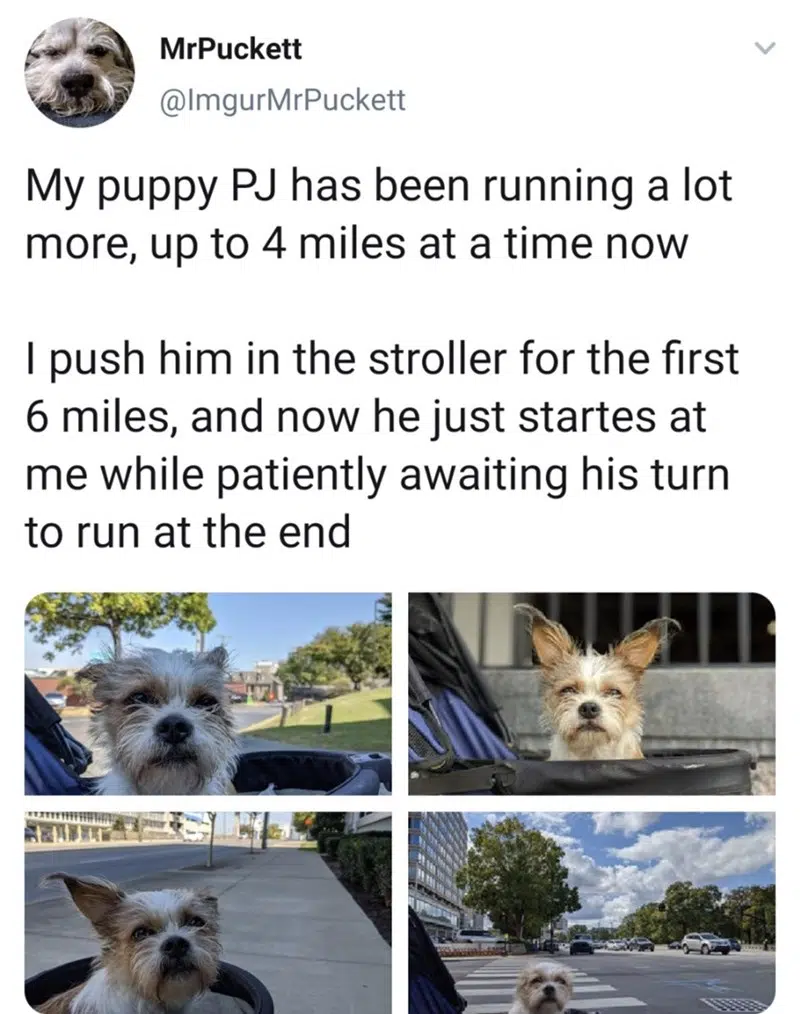 MrPuckett
@ImgurMrPuckett
My puppy PJ has been running a lot
more, up to 4 miles at a time now
I push him in the stroller for the first
6 miles, and now he just startes at
me while patiently awaiting his turn
to run at the end